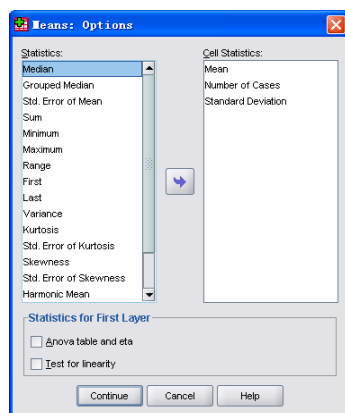 Means: Options
Statistics:
Median
Grouped Median
Std. Error of Mean
Sum
Minimum
Maximum
Range
First
Last
Variance
Kurtosis
Std. Error of Kurtosis
Skewness
Std. Error of Skewness
Harmonic Mean
Cell Statistics:
Mean
Number of Cases
Standard Deviation
Statistics for First Layer
Anova table and eta
Test for linearity
Continue
Cancel
Help